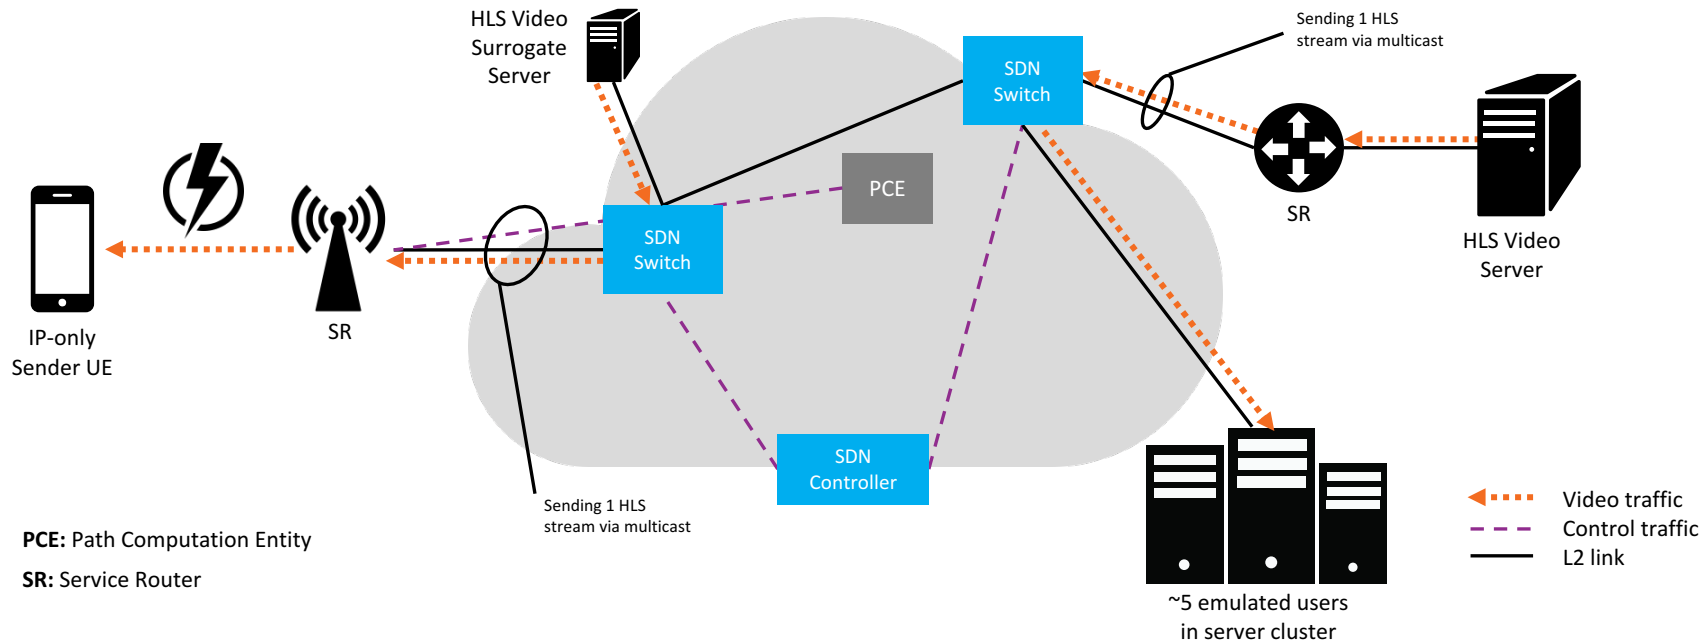 HLS Video
Surrogate
Server
Sending 1 HLS
stream via multicast
SDN
Switch
PCE
SR
HLS Video
Server
SDN
Switch
SR
IP-only
Sender UE
SDN
Controller
Sending 1 HLS
stream via multicast
PCE: Path Computation Entity
SR: Service Router
Video traffic
Control traffic
L2 link
~5 emulated users
in server cluster